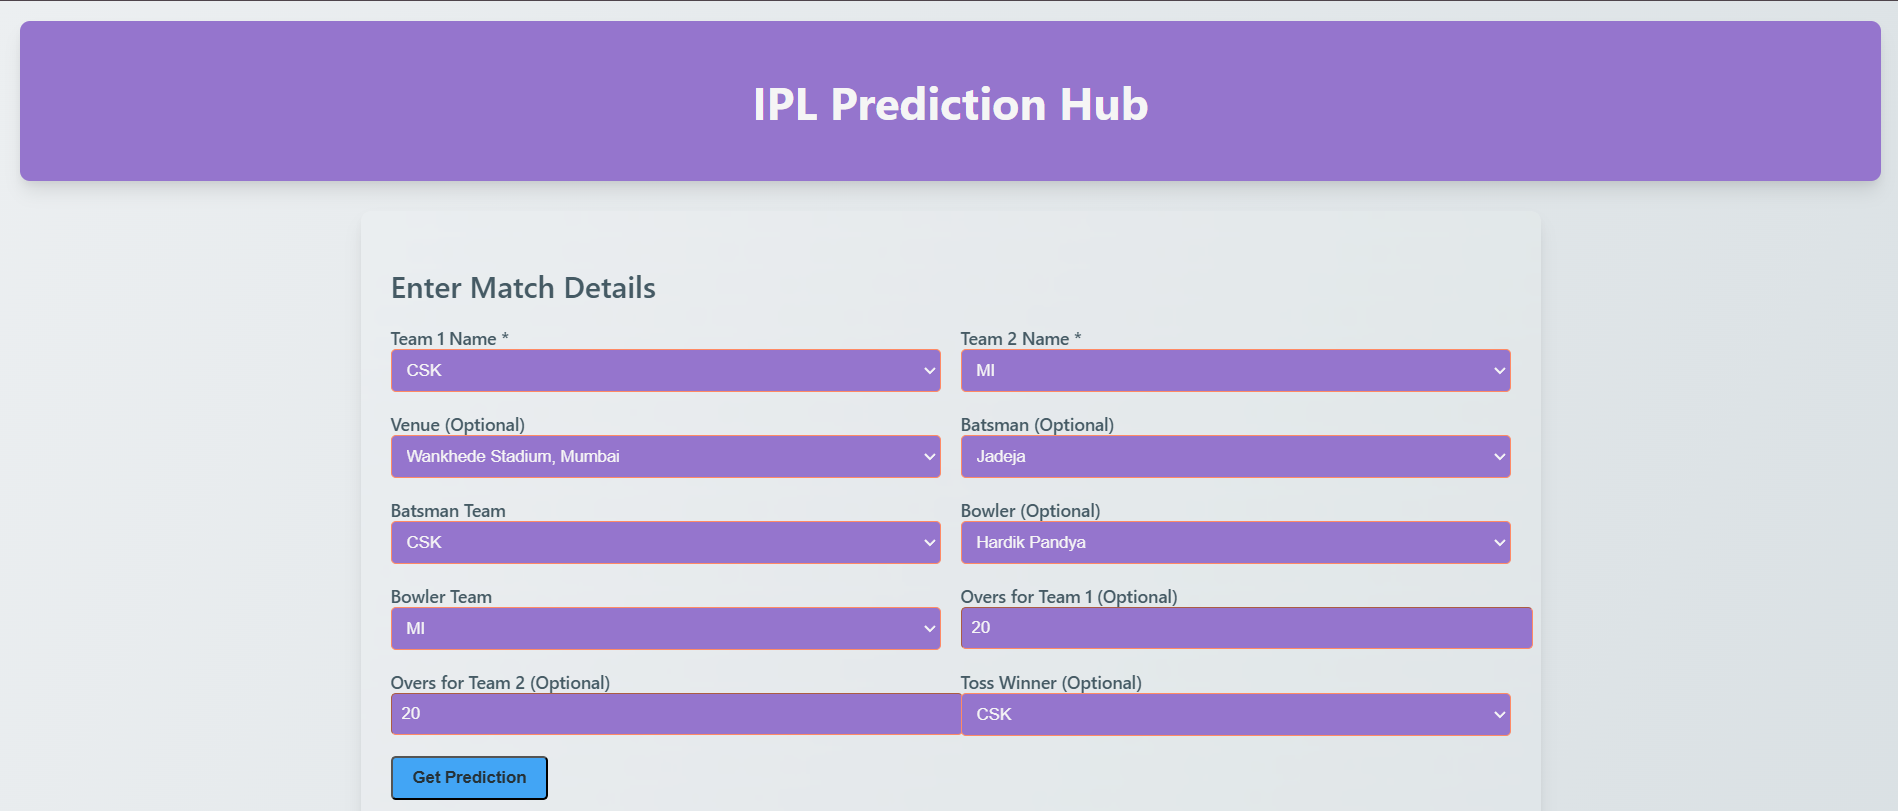 IPL Prediction Hub
Enter Match Details
Team 1 Name *
CSK
Team 2 Name *
MI
Venue (Optional)
Wankhede Stadium, Mumbai
Batsman (Optional)
Jadeja
Batsman Team
CSK
Bowler (Optional)
Hardik Pandya
Bowler Team
MI
Overs for Team 1 (Optional)
20
Overs for Team 2 (Optional)
20
Toss Winner (Optional)
CSK
Get Prediction